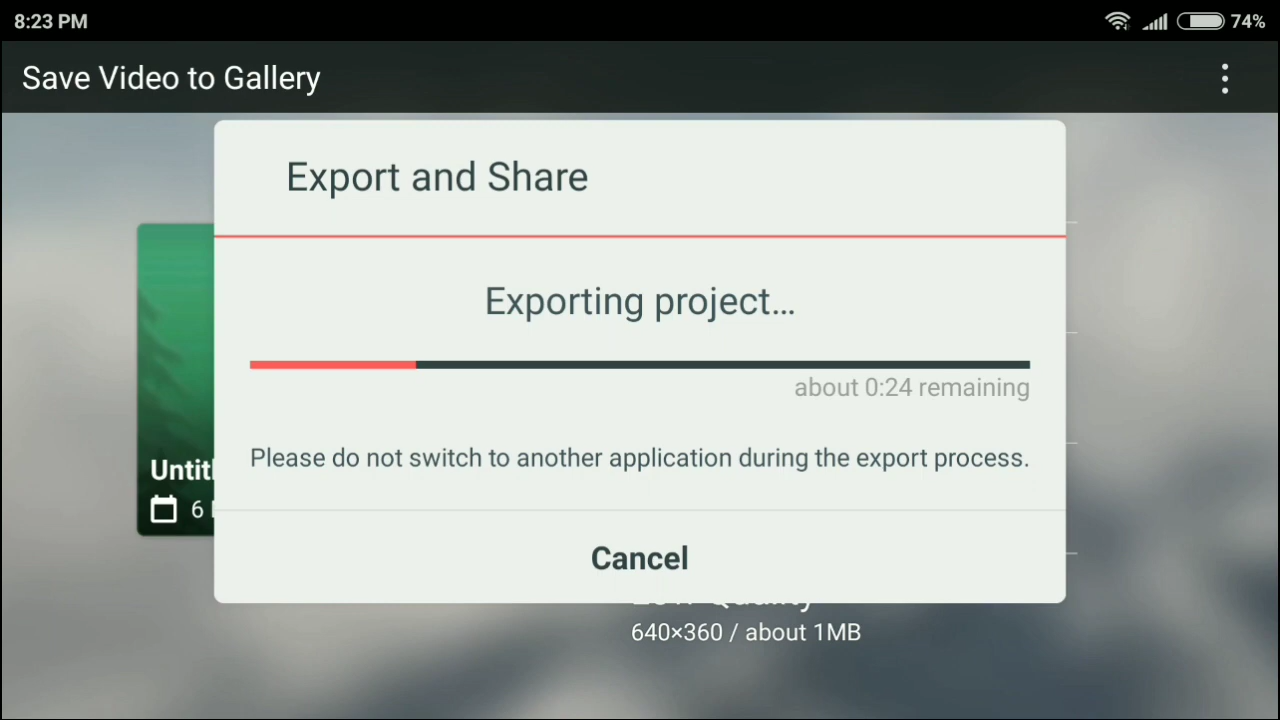 8:23 PM
74%
Save Video to Gallery
Export and Share
Exporting project...
about 0:24 remaining
Please do not switch to another application during the export process.
6
Cancel
640×360 / about 1MB